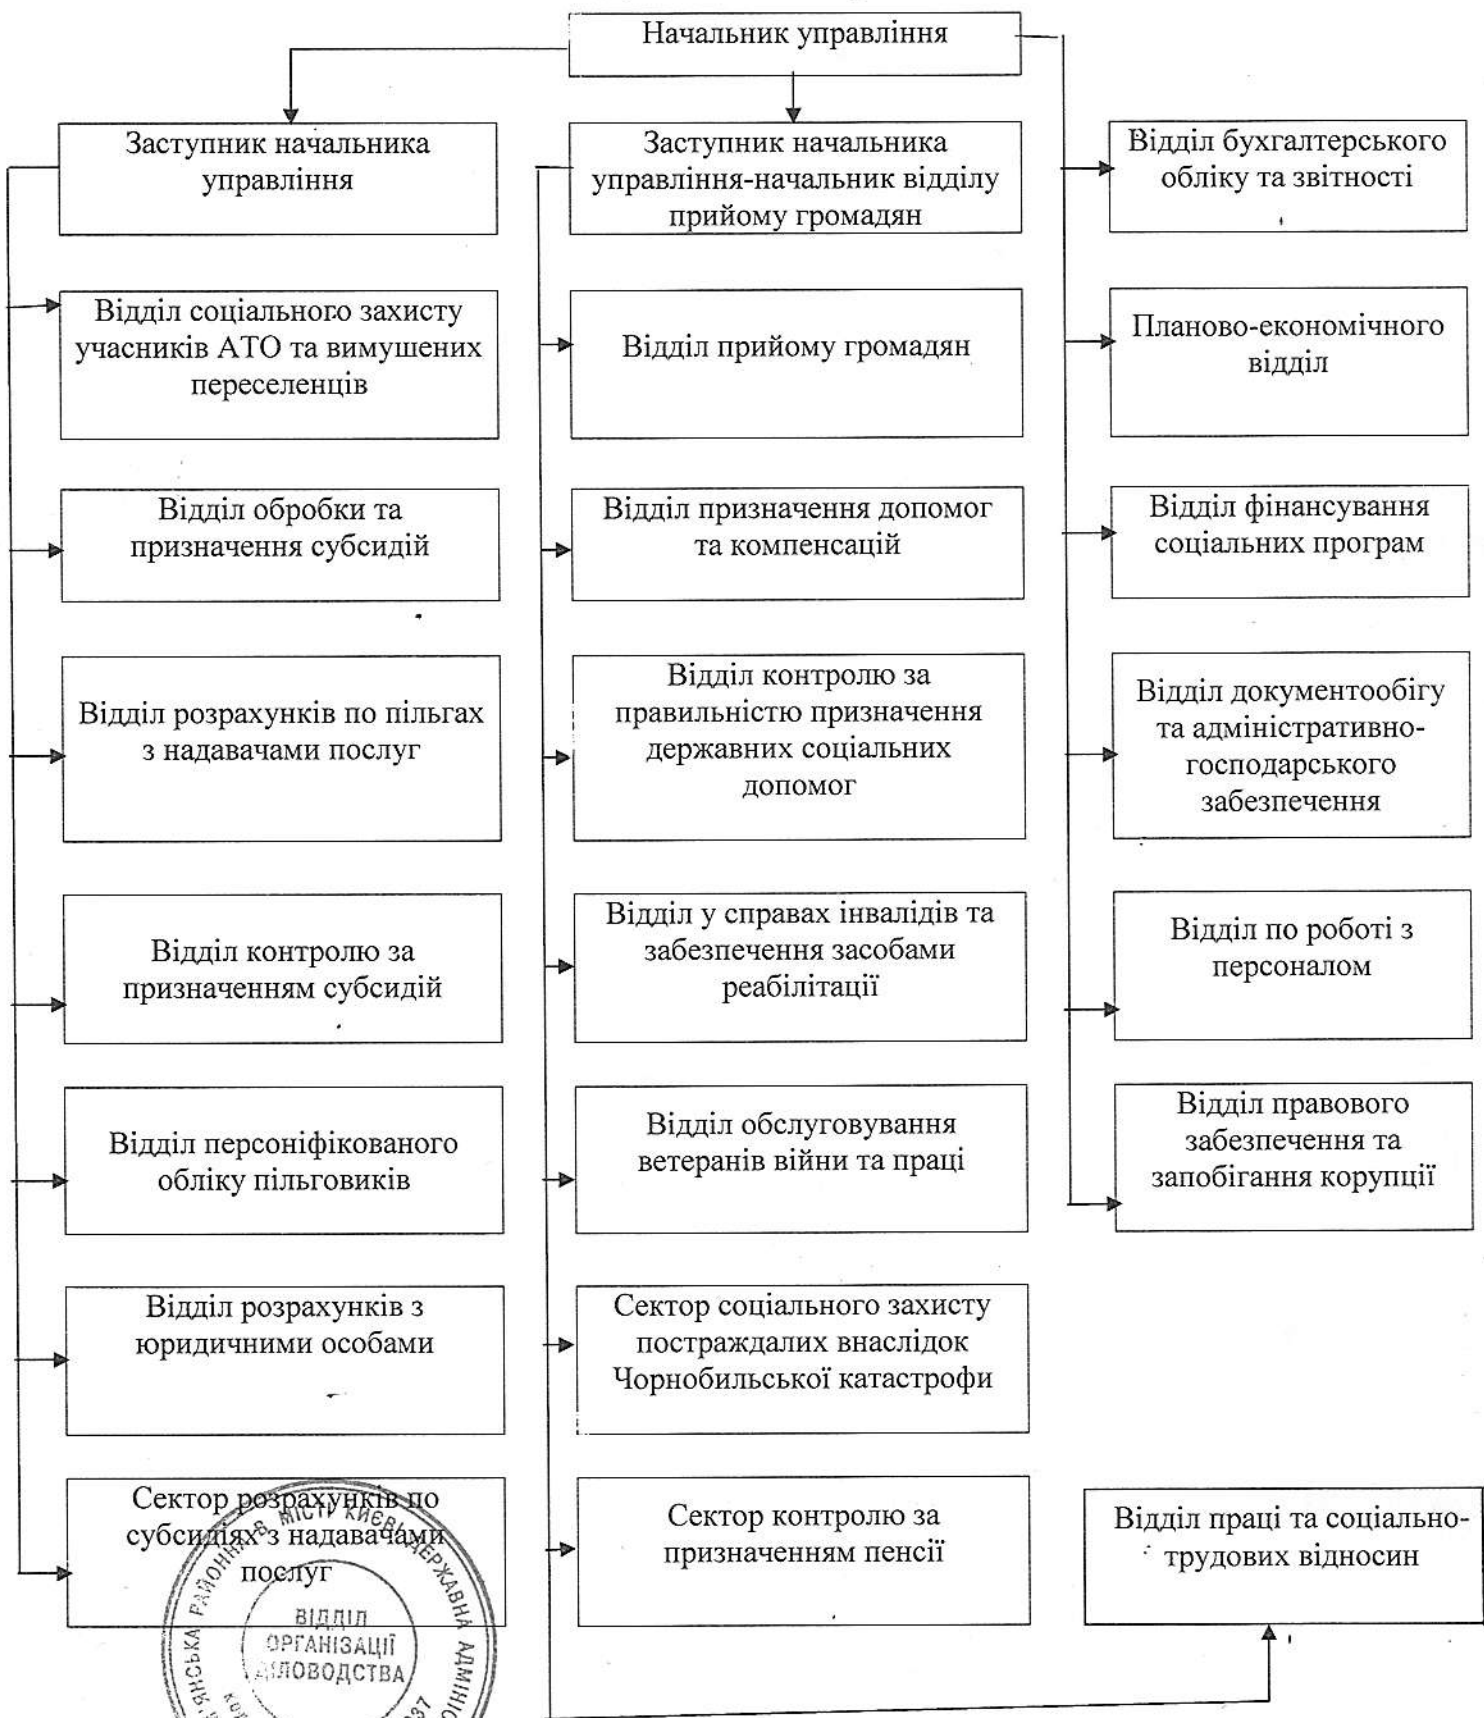 Начальник управління
Заступник начальника
управління
Заступник начальника
управління-начальник відділу
прийому громадян
Відділ бухгалтерського
обліку та звітності
Відділ соціального захисту
учасників АТО та вимушених
переселенців
Відділ прийому громадян
Планово-економічного
відділ
Відділ обробки та
призначення субсидій
Відділ призначення допомог
та компенсацій
Відділ фінансування
соціальних програм
Відділ розрахунків по пільгах
з надавачами послуг
Відділ контролю за
правильністю призначення
державних соціальних
допомог
Відділ документообігу
та адміністративно-
господарського
забезпечення
Відділ контролю за
призначенням субсидій
Відділ у справах інвалідів та
забезпечення засобами
реабілітації
Відділ по роботі з
персоналом
Відділ персоніфікованого
обліку пільговиків
Відділ обслуговування
ветеранів війни та праці
Відділ правового
забезпечення та
запобігання корупції
Відділ розрахунків з
юридичними особами
Сектор соціального захисту
постраждалих внаслідок
Чорнобильської катастрофи
Сектор розрахунків по
субсидіях з надавачами
послуг
Сектор контролю за
призначенням пенсії
Відділ праці та соціально-
трудових відносин
РАЙОННА В МІСТІ КИЄВІ ДЕРЖАВНА
ВІДДІЛ
ОРГАНІЗАЦІЇ
ДІЛОВОДСТВА